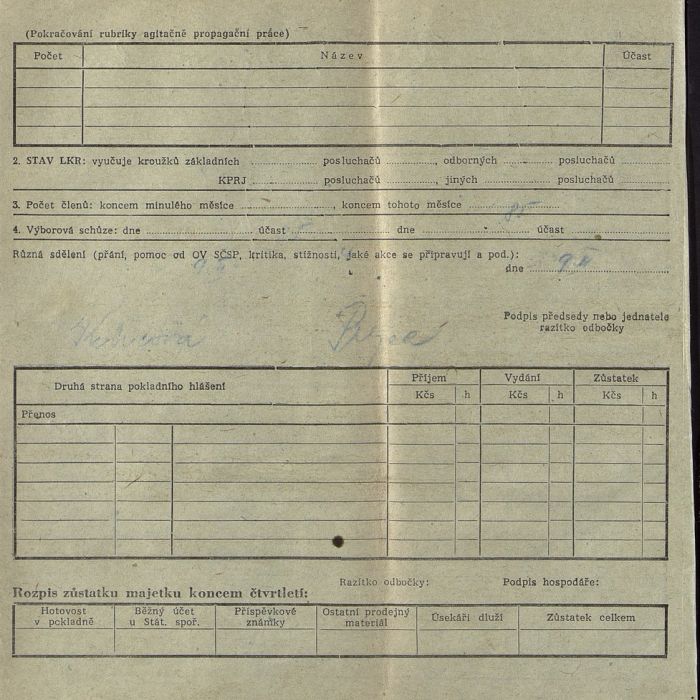 (Pokračování rubriky agitačně propagační práce)
Počet Název Účast
2. STAV LKR: vyučuje kroužků základních posluchačů , odborných posluchačů
KPRJ posluchačů , jiných posluchačů
3. Počet členů: koncem minulého měsíce , koncem tohoto měsíce 85
4. Výborová schůze: dne účast dne účast
Různá sdělení (přání, pomoc od OV SČSP, kritika, stížnosti, jaké akce se připravují a pod.):
dne
Podpis předsedy nebo jednatele
razítko odbočky
Druhá strana pokladního hlášení Příjem Vydání Zůstatek
Kčs h Kčs h Kčs h
Přenos
Razítko odbočky: Podpis hospodáře:
Rozpis zůstatku majetku koncem čtvrtletí:
Hotovost v pokladně Běžný účet u Stát. spoř. Příspěvkové známky Ostatní prodejný materiál Úsekáři dluží Zůstatek celkem